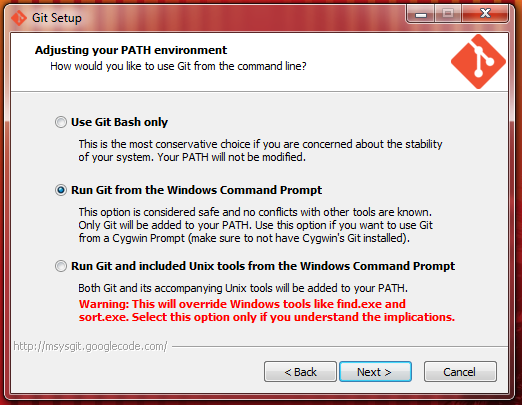 Git Setup
Adjusting your PATH environment
How would you like to use Git from the command line?
Use Git Bash only
This is the most conservative choice if you are concerned about the stability
of your system. Your PATH will not be modified.
Run Git from the Windows Command Prompt
This option is considered safe and no conflicts with other tools are known.
Only Git will be added to your PATH. Use this option if you want to use Git
from a Cygwin Prompt (make sure to not have Cygwin's Git installed).
Run Git and included Unix tools from the Windows Command Prompt
Both Git and its accompanying Unix tools will be added to your PATH.
Warning: This will override Windows tools like find.exe and
sort.exe. Select this option only if you understand the implications.
http://msysgit.googlecode.com/
< Back Next > Cancel